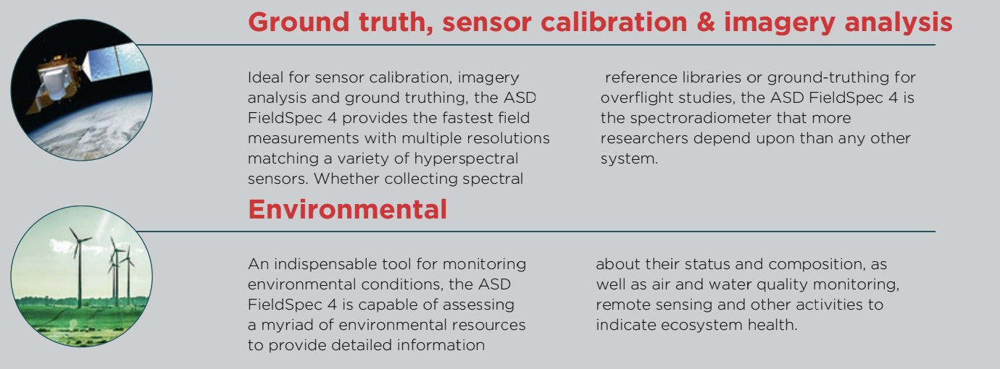 Ground truth, sensor calibration & imagery analysis
Ideal for sensor calibration, imagery
analysis and ground truthing, the ASD
FieldSpec 4 provides the fastest field
measurements with multiple resolutions
matching a variety of hyperspectral
sensors. Whether collecting spectral
reference libraries or ground-truthing for
overflight studies, the ASD FieldSpec 4 is
the spectroradiometer that more
researchers depend upon than any other
system.
Environmental
An indispensable tool for monitoring
environmental conditions, the ASD
FieldSpec 4 is capable of assessing
a myriad of environmental resources
to provide detailed information
about their status and composition, as
well as air and water quality monitoring,
remote sensing and other activities to
indicate ecosystem health.